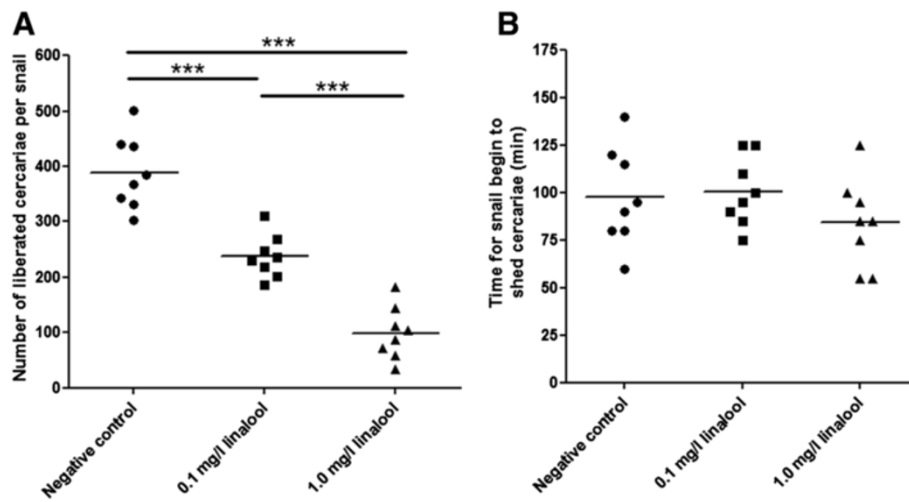 A
Number of liberated cercariae per snail
600
500
400
300
200
100
0
***
***
***
Negative control
0.1 mg/l linalool
1.0 mg/l linalool
B
Time for snail begin to
shed cercariae (min)
175
150
125
100
75
50
25
0
Negative control
0.1 mg/l linalool
1.0 mg/l linalool